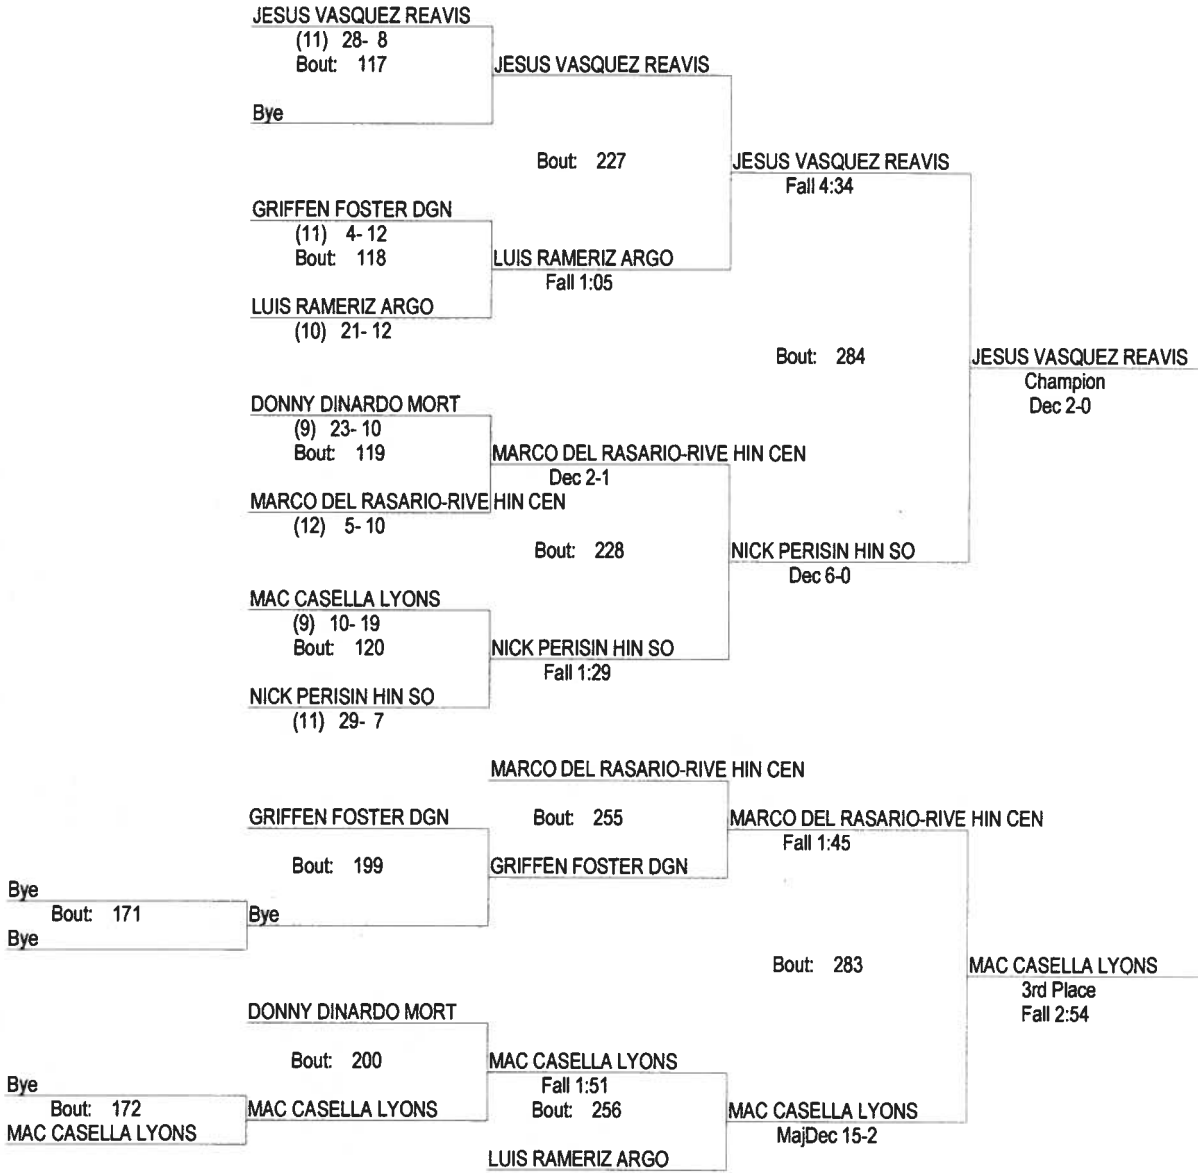 JESUS VASQUEZ REAVIS
(11) 28- 8
Bout: 117
JESUS VASQUEZ REAVIS
Bye
Bout: 227
JESUS VASQUEZ REAVIS
Fall 4:34
GRIFFEN FOSTER DGN
(11) 4- 12
Bout: 118
LUIS RAMERIZ ARGO
Fall 1:05
LUIS RAMERIZ ARGO
(10) 21- 12
Bout: 284
JESUS VASQUEZ REAVIS
Champion
Dec 2-0
DONNY DINARDO MORT
(9) 23- 10
Bout: 119
MARCO DEL RASARIO-RIVE HIN CEN
Dec 2-1
MARCO DEL RASARIO-RIVE HIN CEN
(12) 5- 10
Bout: 228
NICK PERISIN HIN SO
Dec 6-0
MAC CASELLA LYONS
(9) 10- 19
Bout: 120
NICK PERISIN HIN SO
Fall 1:29
NICK PERISIN HIN SO
(11) 29- 7
MARCO DEL RASARIO-RIVE HIN CEN
GRIFFEN FOSTER DGN
Bout: 255
MARCO DEL RASARIO-RIVE HIN CEN
Fall 1:45
Bout: 199
GRIFFEN FOSTER DGN
Bye
Bout: 171
Bye
Bye
Bout: 283
MAC CASELLA LYONS
3rd Place
Fall 2:54
DONNY DINARDO MORT
Bout: 200
MAC CASELLA LYONS
Fall 1:51
Bye
Bout: 172
MAC CASELLA LYONS
Bout: 256
MAC CASELLA LYONS
MajDec 15-2
MAC CASELLA LYONS
LUIS RAMERIZ ARGO